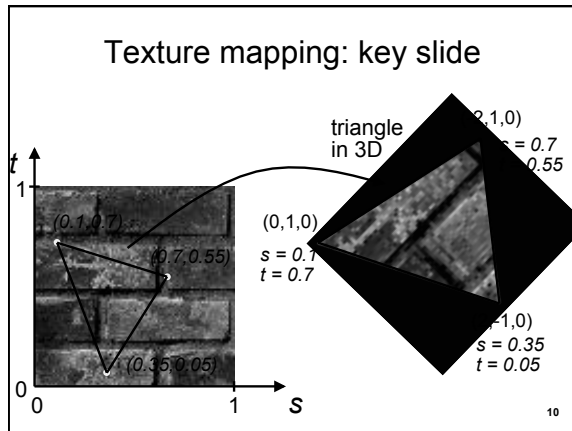 Texture mapping: key slide
triangle
in 3D
2,1,0)
s = 0.7
55
t
1
(0.1,0.7)
(0,1,0)
s = 0.1
t = 0.7
(0.7,0.55)
-1,0)
s = 0.35
t = 0.05
(0.35,0.05)
0
0
1
s
10